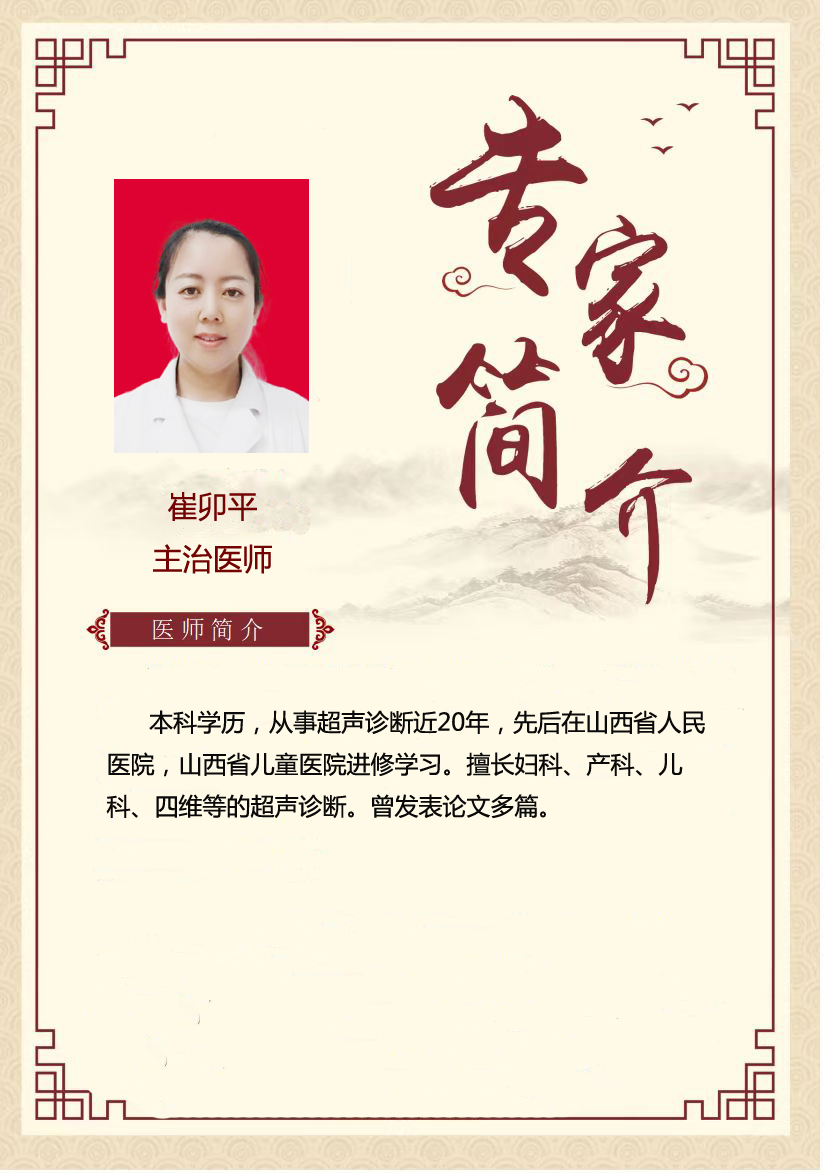 专家
简介
崔卯平
主治医师
医师简介
本科学历，从事超声诊断近20年，先后在山西省人民
医院，山西省儿童医院进修学习。擅长妇科、产科、儿
科、四维等的超声诊断。曾发表论文多篇。